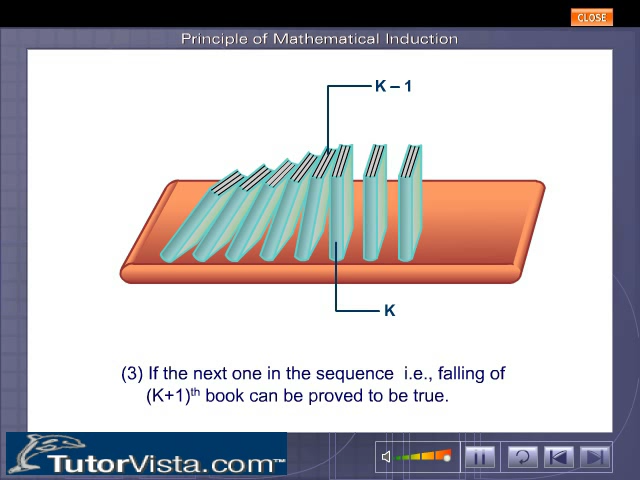 CLOSE
Principle of Mathematical Induction
K – 1
K
(3) If the next one in the sequence i.e., falling of
(K+1)th book can be proved to be true.
TutorVista.com™